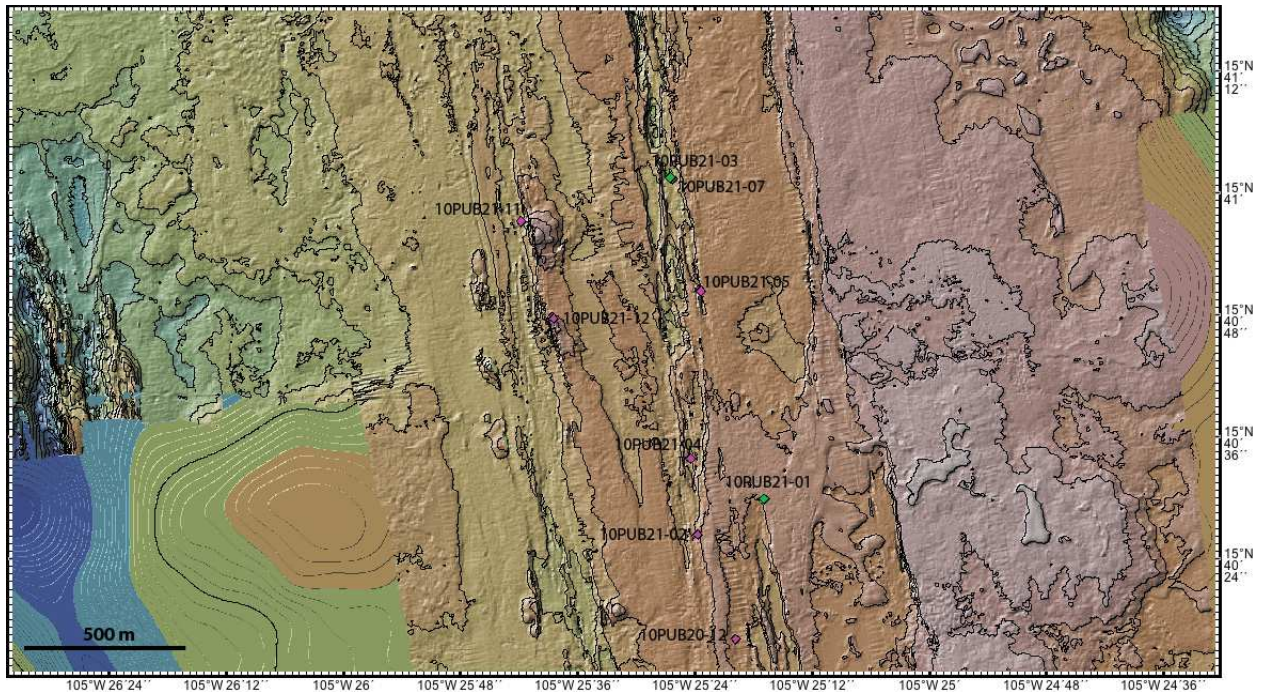 15°N
41´
12´´
10PUB21-03
10PUB21-07
15°N
41´
10PUB21-11
10PUB21-05
10PUB21-12
15°N
40´
48´´
10PUB21-04
15°N
40´
36´´
10PUB21-01
10PUB21-02
15°N
40´
24´´
500 m
10PUB20-12
105°W 26´24´´
105°W 26´12´´
105°W 26´
105°W 25´48´´
105°W 25´36´´
105°W 25´24´´
105°W 25´12´´
105°W 25´
105°W 24´48´´
105°W 24´36´´